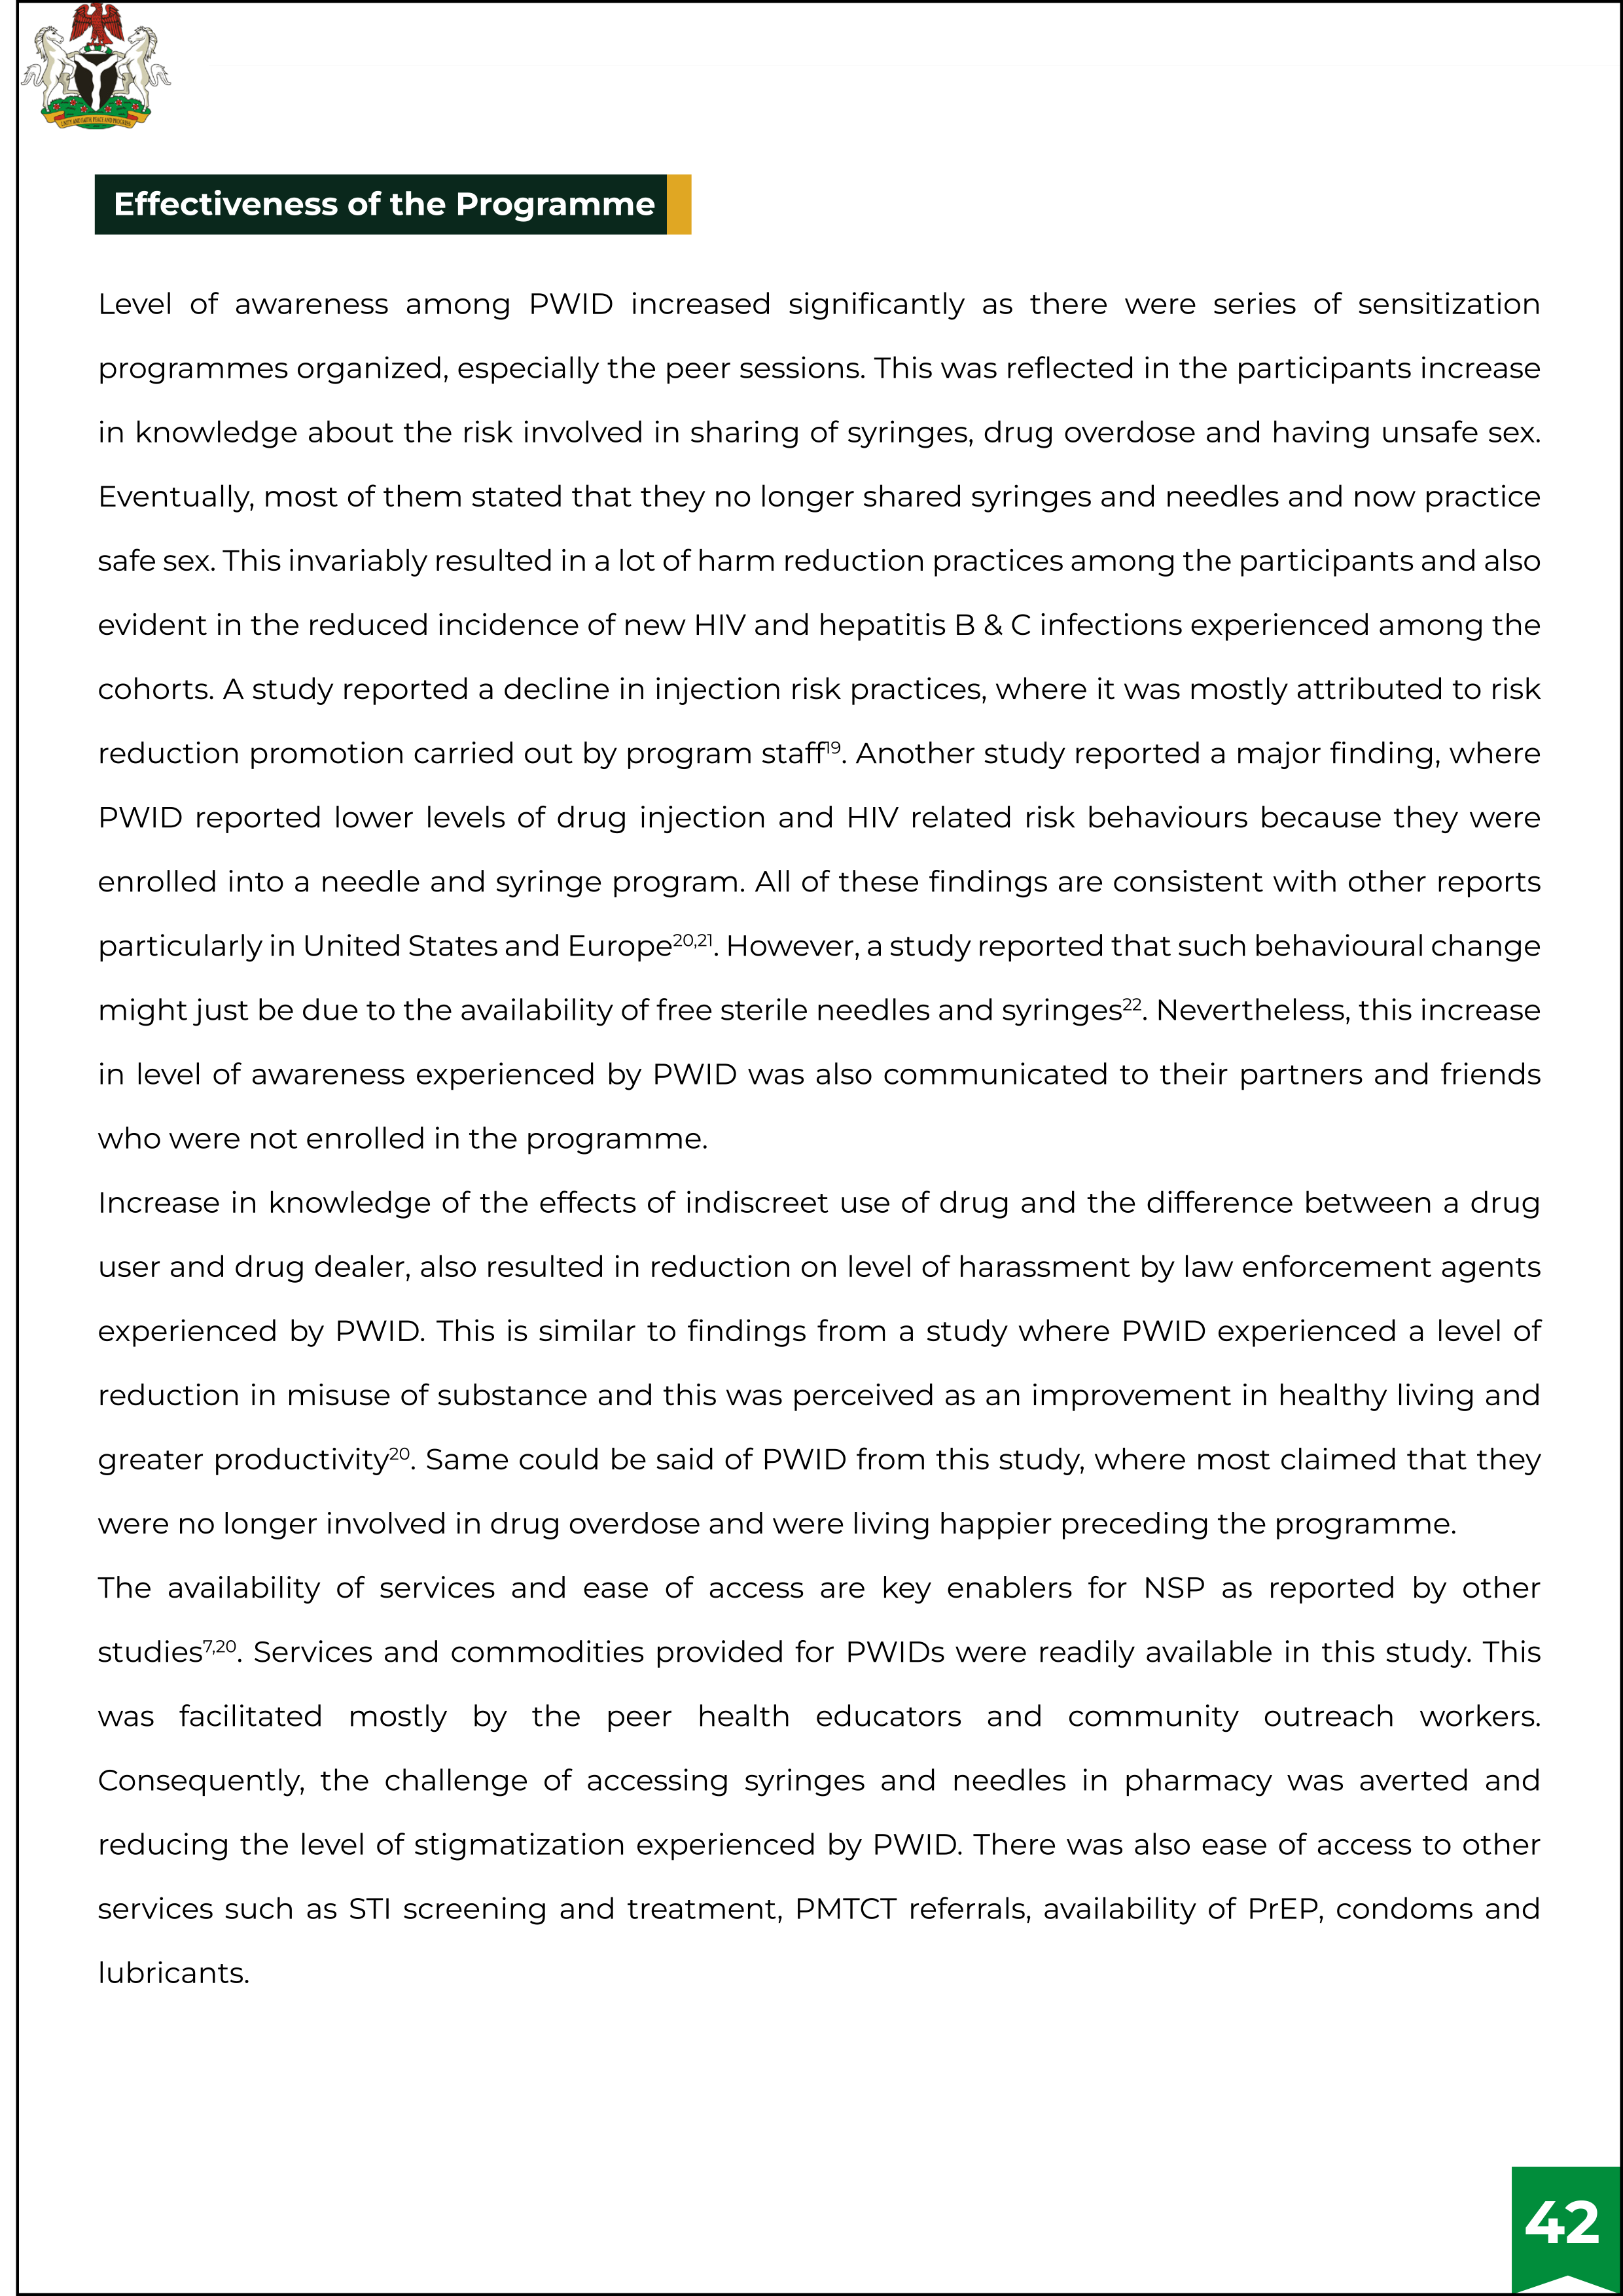 UNITY AND FAITH, PEACE AND PROGRESS
Effectiveness of the Programme
Level of awareness among PWID increased significantly as there were series of sensitization
programmes organized, especially the peer sessions. This was reflected in the participants increase
in knowledge about the risk involved in sharing of syringes, drug overdose and having unsafe sex.
Eventually, most of them stated that they no longer shared syringes and needles and now practice
safe sex. This invariably resulted in a lot of harm reduction practices among the participants and also
evident in the reduced incidence of new HIV and hepatitis B & C infections experienced among the
cohorts. A study reported a decline in injection risk practices, where it was mostly attributed to risk
reduction promotion carried out by program staff¹⁹. Another study reported a major finding, where
PWID reported lower levels of drug injection and HIV related risk behaviours because they were
enrolled into a needle and syringe program. All of these findings are consistent with other reports
particularly in United States and Europe²⁰,²¹. However, a study reported that such behavioural change
might just be due to the availability of free sterile needles and syringes²². Nevertheless, this increase
in level of awareness experienced by PWID was also communicated to their partners and friends
who were not enrolled in the programme.
Increase in knowledge of the effects of indiscreet use of drug and the difference between a drug
user and drug dealer, also resulted in reduction on level of harassment by law enforcement agents
experienced by PWID. This is similar to findings from a study where PWID experienced a level of
reduction in misuse of substance and this was perceived as an improvement in healthy living and
greater productivity²⁰. Same could be said of PWID from this study, where most claimed that they
were no longer involved in drug overdose and were living happier preceding the programme.
The availability of services and ease of access are key enablers for NSP as reported by other
studies⁷,²⁰. Services and commodities provided for PWIDs were readily available in this study. This
was facilitated mostly by the peer health educators and community outreach workers.
Consequently, the challenge of accessing syringes and needles in pharmacy was averted and
reducing the level of stigmatization experienced by PWID. There was also ease of access to other
services such as STI screening and treatment, PMTCT referrals, availability of PrEP, condoms and
lubricants.
42